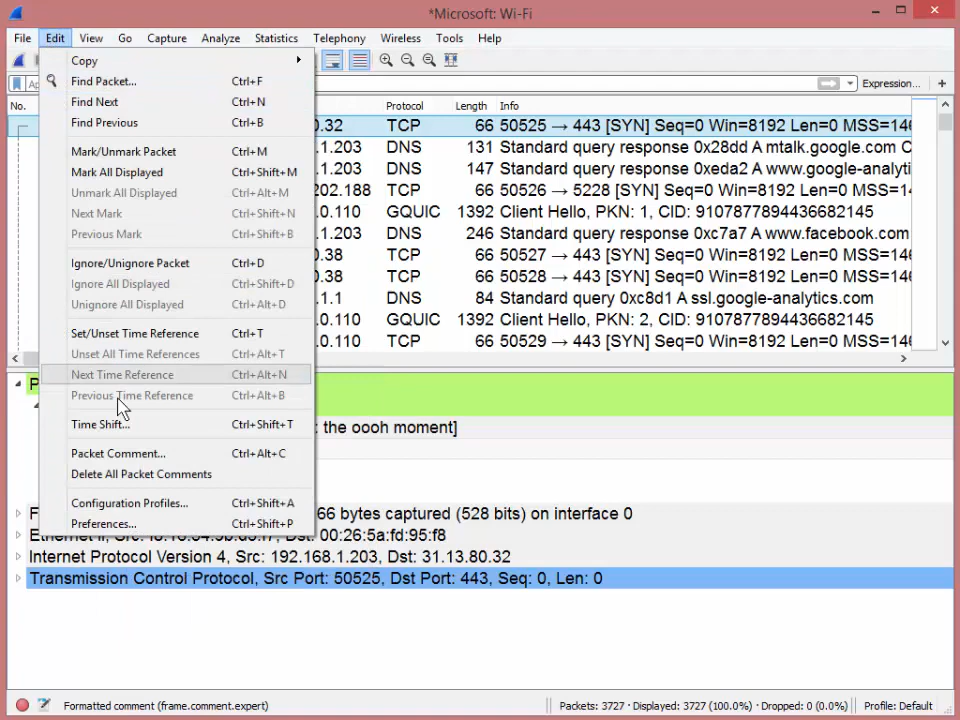 *Microsoft: Wi-Fi
File Edit View Go Capture Analyze Statistics Telephony Wireless Tools Help
Copy
Find Packet... Ctrl+F
Find Next Ctrl+N
Find Previous Ctrl+B
Mark/Unmark Packet Ctrl+M
Mark All Displayed Ctrl+Shift+M
Unmark All Displayed Ctrl+Alt+M
Next Mark Ctrl+Shift+N
Previous Mark Ctrl+Shift+B
Ignore/Unignore Packet Ctrl+D
Ignore All Displayed Ctrl+Shift+D
Unignore All Displayed Ctrl+Alt+D
Set/Unset Time Reference Ctrl+T
Unset All Time References Ctrl+Alt+T
Next Time Reference Ctrl+Alt+N
Previous Time Reference Ctrl+Alt+B
Time Shift... Ctrl+Shift+T
Packet Comment... Ctrl+Alt+C
Delete All Packet Comments
Configuration Profiles... Ctrl+Shift+A
Preferences... Ctrl+Shift+P
Expression... +
No. Protocol Length Info
0.32 TCP 66 50525 → 443 [SYN] Seq=0 Win=8192 Len=0 MSS=146
.1.203 DNS 131 Standard query response 0x28dd A mtalk.google.com C
.1.203 DNS 147 Standard query response 0xeda2 A www.google-analyti
202.188 TCP 66 50526 → 5228 [SYN] Seq=0 Win=8192 Len=0 MSS=14
.0.110 GQUIC 1392 Client Hello, PKN: 1, CID: 9107877894436682145
.1.203 DNS 246 Standard query response 0xc7a7 A www.facebook.com
0.38 TCP 66 50527 → 443 [SYN] Seq=0 Win=8192 Len=0 MSS=146
0.38 TCP 66 50528 → 443 [SYN] Seq=0 Win=8192 Len=0 MSS=146
.1.1 DNS 84 Standard query 0xc8d1 A ssl.google-analytics.com
.0.110 GQUIC 1392 Client Hello, PKN: 2, CID: 9107877894436682145
TCP 66 50529 → 443 [SYN] Seq=0 Win=8192 Len=0 MSS=146
: the oooh moment]
66 bytes captured (528 bits) on interface 0
Dst: 00:26:5a:fd:95:f8
Internet Protocol Version 4, Src: 192.168.1.203, Dst: 31.13.80.32
Transmission Control Protocol, Src Port: 50525, Dst Port: 443, Seq: 0, Len: 0
Formatted comment (frame.comment.expert) Packets: 3727 · Displayed: 3727 (100.0%) · Dropped: 0 (0.0%) Profile: Default